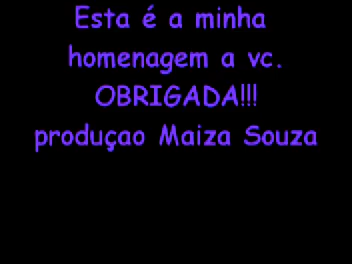 Esta é a minha
homenagem a vc.
OBRIGADA!!!
produçao Maiza Souza